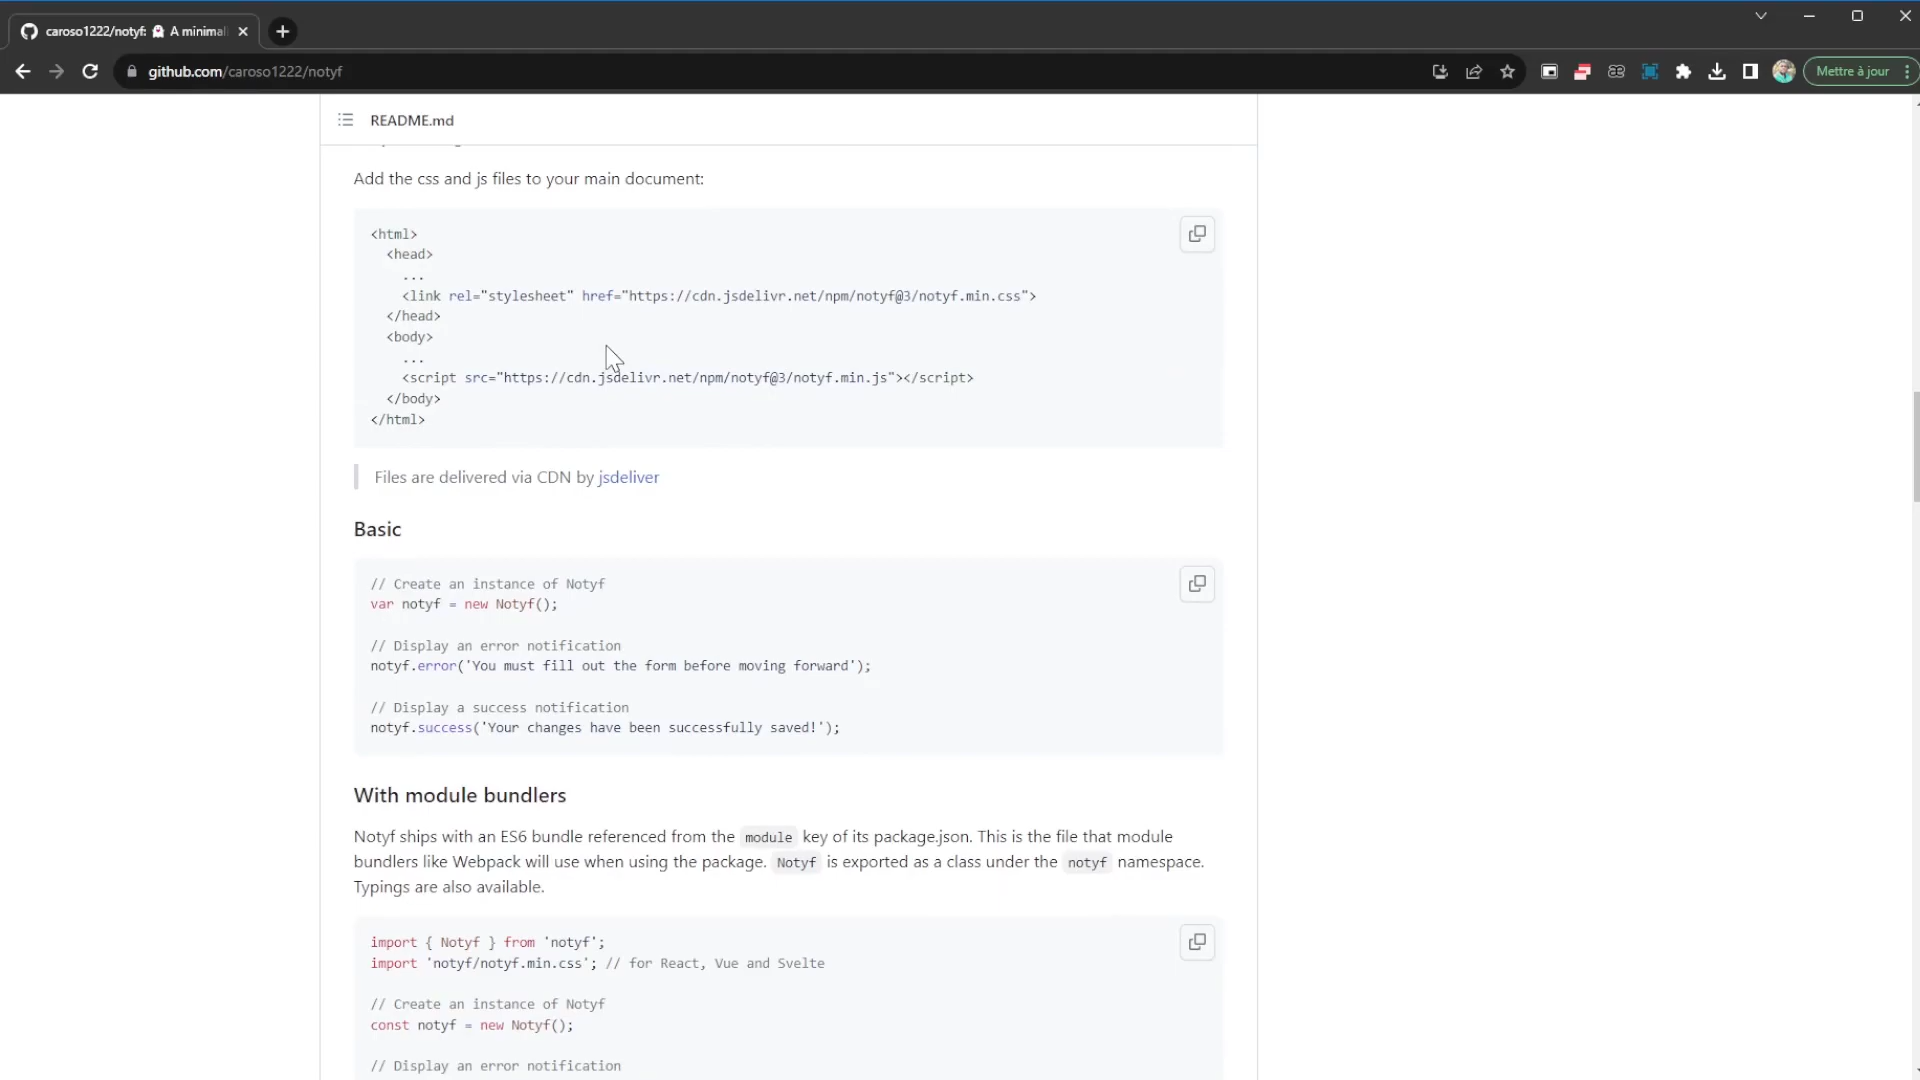 caroso1222/notyf: 👻 A minimal
github.com/caroso1222/notyf
Mettre à jour
README.md
Add the css and js files to your main document:
<html>
<head>
...
<link rel="stylesheet" href="https://cdn.jsdelivr.net/npm/notyf@3/notyf.min.css">
</head>
<body>
...
<script src="https://cdn.jsdelivr.net/npm/notyf@3/notyf.min.js"></script>
</body>
</html>
Files are delivered via CDN by jsdeliver
Basic
// Create an instance of Notyf
var notyf = new Notyf();
// Display an error notification
notyf.error('You must fill out the form before moving forward');
// Display a success notification
notyf.success('Your changes have been successfully saved!');
With module bundlers
Notyf ships with an ES6 bundle referenced from the module key of its package.json. This is the file that module
bundlers like Webpack will use when using the package. Notyf is exported as a class under the notyf namespace.
Typings are also available.
import { Notyf } from 'notyf';
import 'notyf/notyf.min.css'; // for React, Vue and Svelte
// Create an instance of Notyf
const notyf = new Notyf();
// Display an error notification